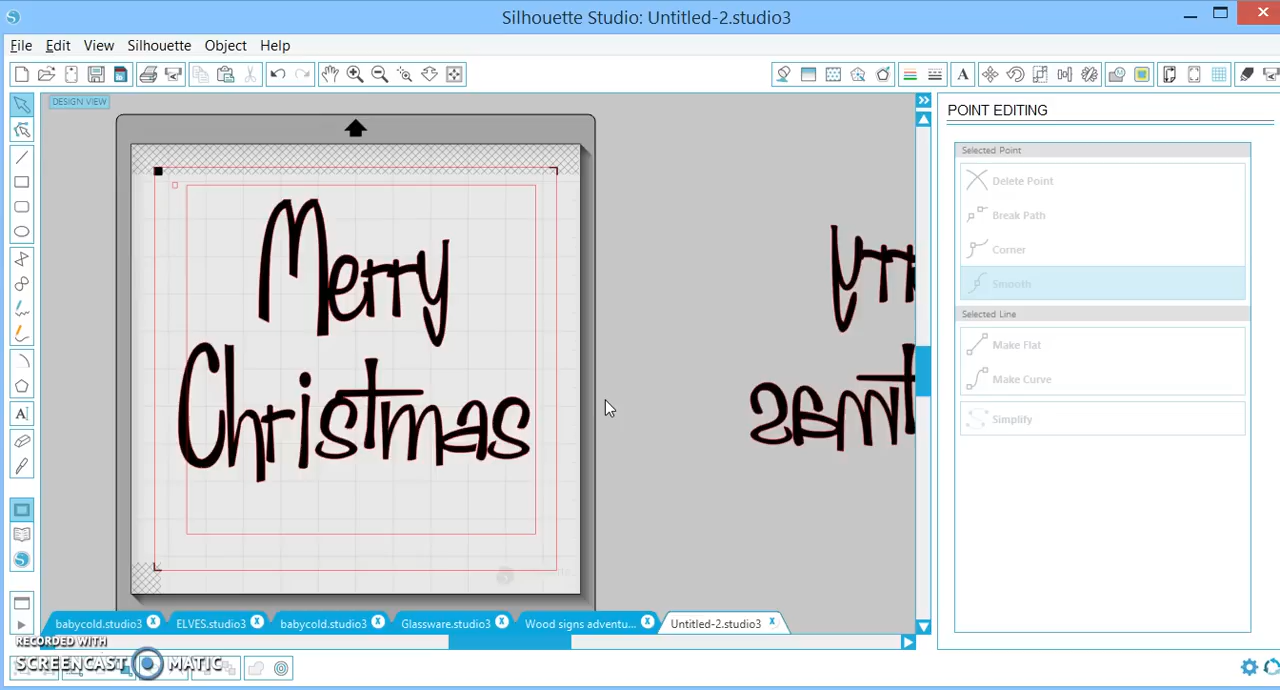 Silhouette Studio: Untitled-2.studio3
File Edit View Silhouette Object Help
DESIGN VIEW
POINT EDITING
Selected Point
Delete Point
Break Path
Corner
Smooth
Selected Line
Make Flat
Make Curve
Simplify
Merry
Christmas
babycold.studio3 ELVES.studio3 babycold.studio3 Glassware.studio3 Wood signs adventu... Untitled-2.studio3
RECORDED WITH
SCREENCAST MATIC